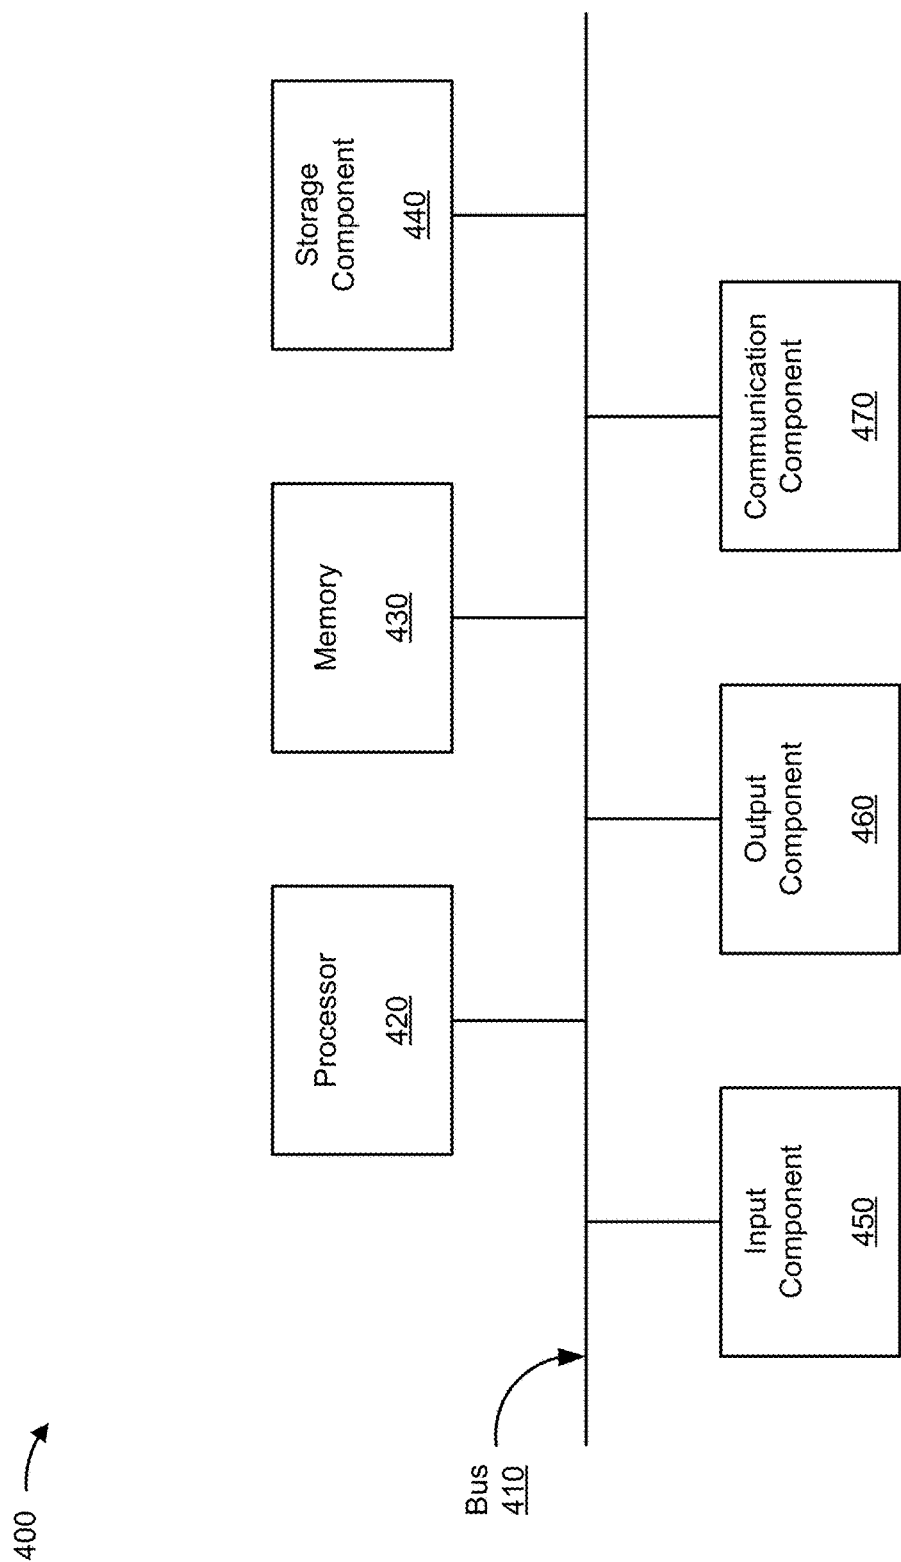 400
Processor
420
Memory
430
Storage
Component
440
Bus
410
Input
Component
450
Output
Component
460
Communication
Component
470